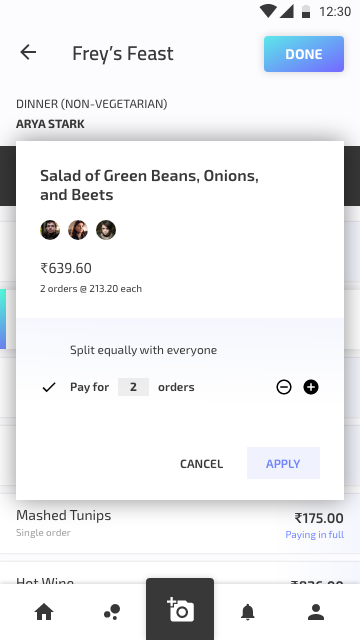 12:30
Frey’s Feast
DONE
DINNER (NON-VEGETARIAN)
ARYA STARK
Salad of Green Beans, Onions,
and Beets
₹639.60
2 orders @ 213.20 each
Split equally with everyone
Pay for 2 orders
CANCEL APPLY
Mashed Tunips ₹175.00
Single order Paying in full
Hot Wine